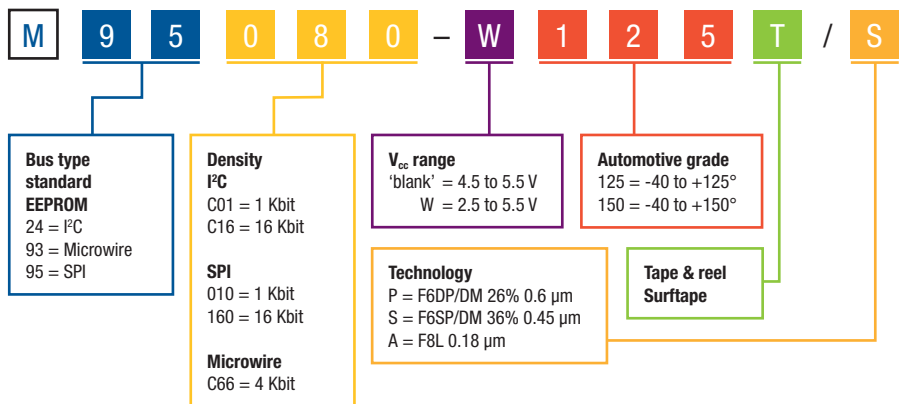 M 9 5 0 8 0 – W 1 2 5 T / S
Bus type
standard
EEPROM
24 = I²C
93 = Microwire
95 = SPI
Density
I²C
C01 = 1 Kbit
C16 = 16 Kbit
SPI
010 = 1 Kbit
160 = 16 Kbit
Microwire
C66 = 4 Kbit
Vcc range
‘blank’ = 4.5 to 5.5 V
W = 2.5 to 5.5 V
Automotive grade
125 = -40 to +125°
150 = -40 to +150°
Technology
P = F6DP/DM 26% 0.6 µm
S = F6SP/DM 36% 0.45 µm
A = F8L 0.18 µm
Tape & reel
Surftape